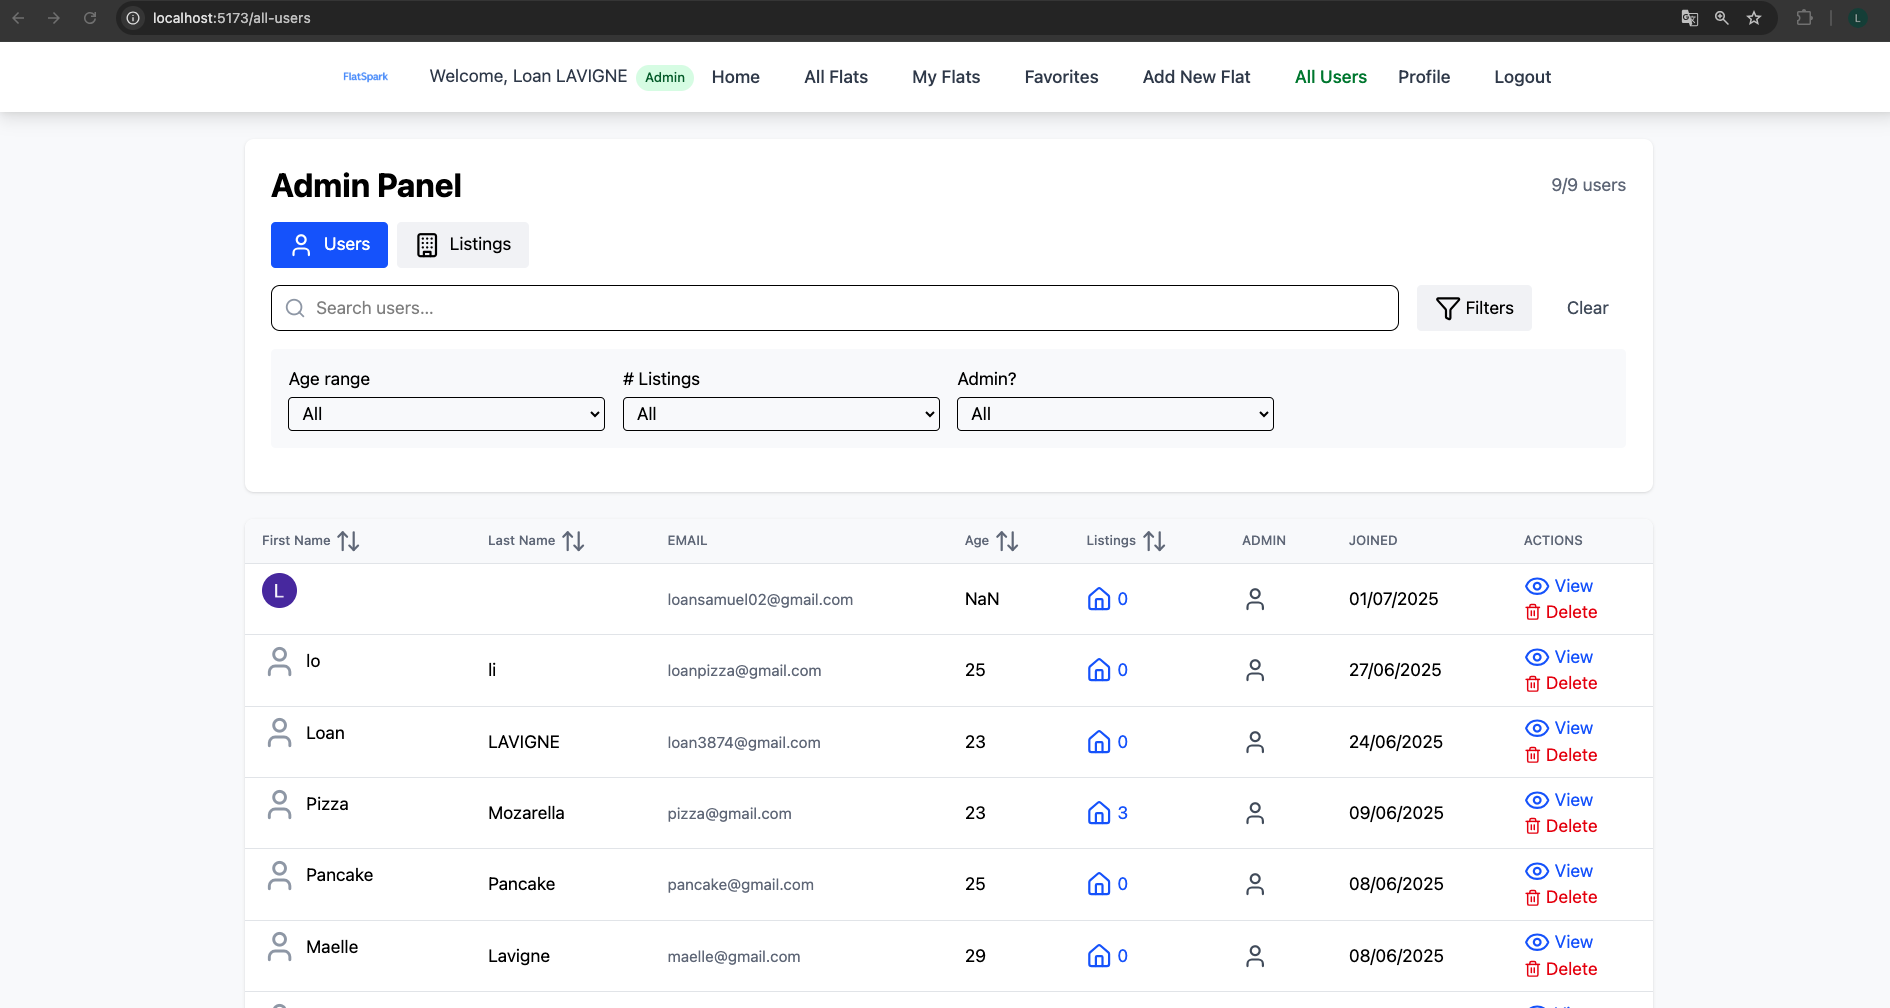 localhost:5173/all-users
L
FlatSpark Welcome, Loan LAVIGNE Admin Home All Flats My Flats Favorites Add New Flat All Users Profile Logout
Admin Panel 9/9 users
Users Listings
Search users... Filters Clear
Age range # Listings Admin?
All All All
First Name Last Name EMAIL Age Listings ADMIN JOINED ACTIONS
L loansamuel02@gmail.com NaN 0 01/07/2025 View
Delete
lo li loanpizza@gmail.com 25 0 27/06/2025 View
Delete
Loan LAVIGNE loan3874@gmail.com 23 0 24/06/2025 View
Delete
Pizza Mozarella pizza@gmail.com 23 3 09/06/2025 View
Delete
Pancake Pancake pancake@gmail.com 25 0 08/06/2025 View
Delete
Maelle Lavigne maelle@gmail.com 29 0 08/06/2025 View
Delete